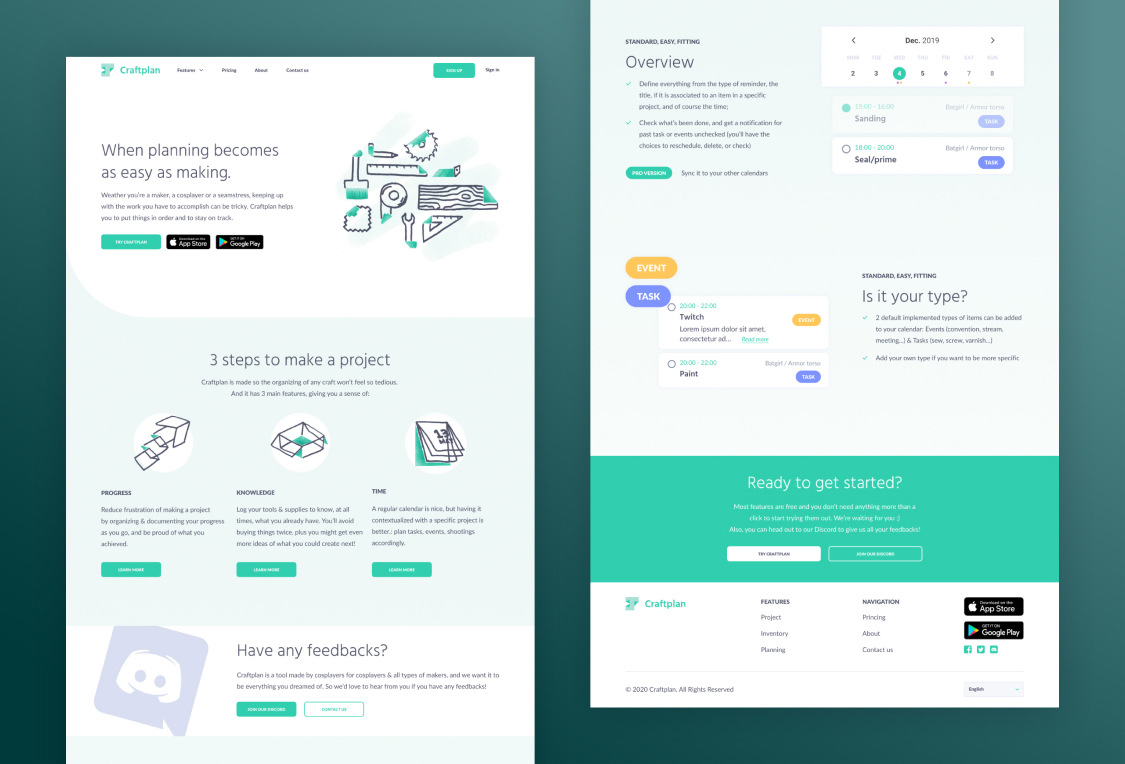 Craftplan
Features
Pricing
About
Contact us
SIGN UP
Sign in
When planning becomes
as easy as making.
Weather you're a maker, a cosplayer or a seamstress, keeping up
with the work you have to accomplish can be tricky. Craftplan helps
you to put things in order and to stay on track.
TRY CRAFTPLAN
Download on the
App Store
GET IT ON
Google Play
3 steps to make a project
Craftplan is made so the organizing of any craft won't feel so tedious.
And it has 3 main features, giving you a sense of:
13
PROGRESS
Reduce frustration of making a project
by organizing & documenting your progress
as you go, and be proud of what you
achieved.
LEARN MORE
KNOWLEDGE
Log your tools & supplies to know, at all
times, what you already have. You'll avoid
buying things twice, plus you might get even
more ideas of what you could create next!
LEARN MORE
TIME
A regular calendar is nice, but having it
contextualized with a specific project is
better.: plan tasks, events, shootings
accordingly.
LEARN MORE
Have any feedbacks?
Craftplan is a tool made by cosplayers for cosplayers & all types of makers, and we want it to
be everything you dreamed of. So we'd love to hear from you if you have any feedbacks!
JOIN OUR DISCORD
CONTACT US
STANDARD, EASY, FITTING
Overview
Define everything from the type of reminder, the
title, if it is associated to an item in a specific
project, and of course the time;
Check what's been done, and get a notification for
past task or events unchecked (you'll have the
choices to reschedule, delete, or check)
PRO VERSION
Sync it to your other calendars
Dec. 2019
MON TUE WED THU FRI SAT SUN
2 3 4 5 6 7 8
15:00 - 16:00
Batgirl / Armor torso
Sanding
TASK
18:00 - 20:00
Batgirl / Armor torso
Seal/prime
TASK
EVENT
TASK
20:00 - 22:00
Twitch
EVENT
Lorem ipsum dolor sit amet,
consectetur ad... Read more
20:00 - 22:00
Batgirl / Armor torso
Paint
TASK
STANDARD, EASY, FITTING
Is it your type?
2 default implemented types of items can be added
to your calendar: Events (convention, stream,
meeting...) & Tasks (sew, screw, varnish...)
Add your own type if you want to be more specific
Ready to get started?
Most features are free and you don't need anything more than a
click to start trying them out. We're waiting for you :)
Also, you can head out to our Discord to give us all your feedbacks!
TRY CRAFTPLAN
JOIN OUR DISCORD
Craftplan
FEATURES
Project
Inventory
Planning
NAVIGATION
Princing
About
Contact us
Download on the
App Store
GET IT ON
Google Play
© 2020 Craftplan. All Rights Reserved
English